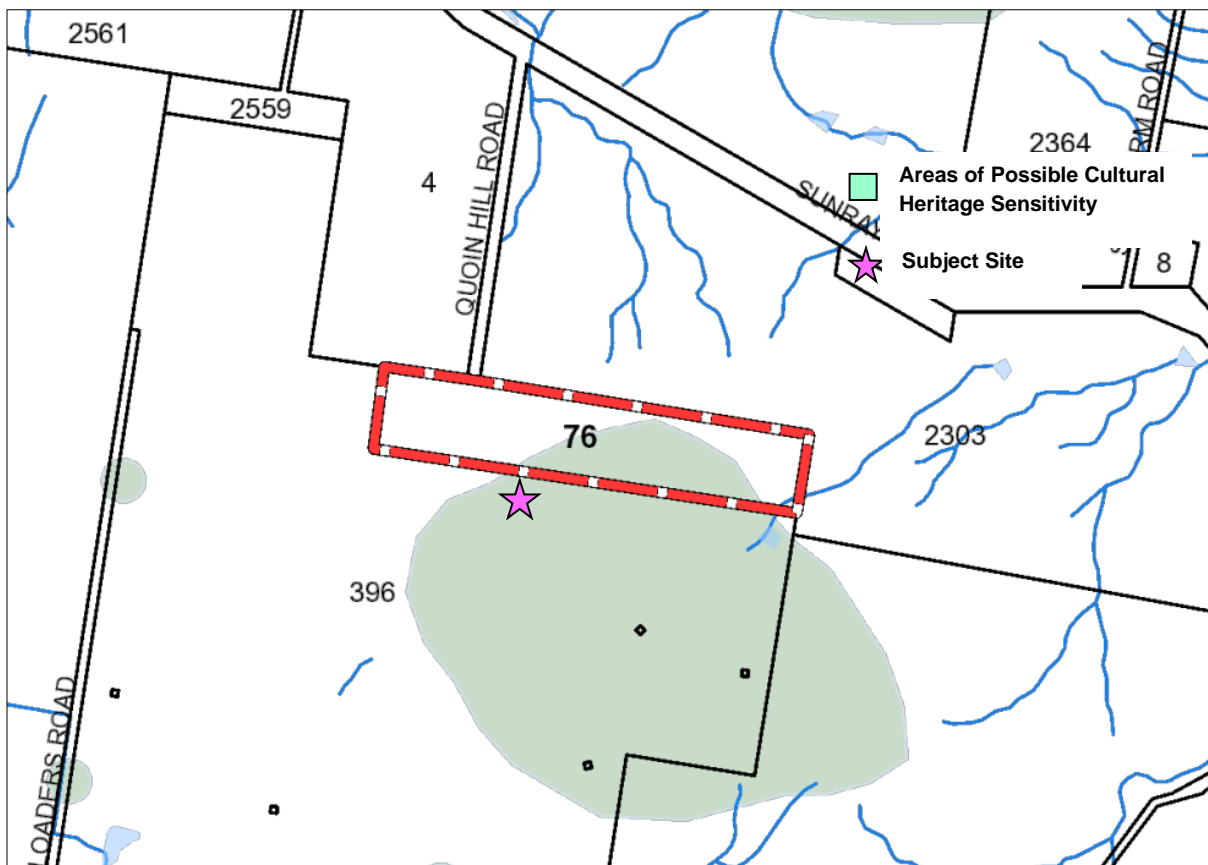 2561
2559
4
QUOIN HILL ROAD
2364
RM ROAD
Areas of Possible Cultural
Heritage Sensitivity
SUNRAY
Subject Site
8
76
2303
396
LOADERS ROAD